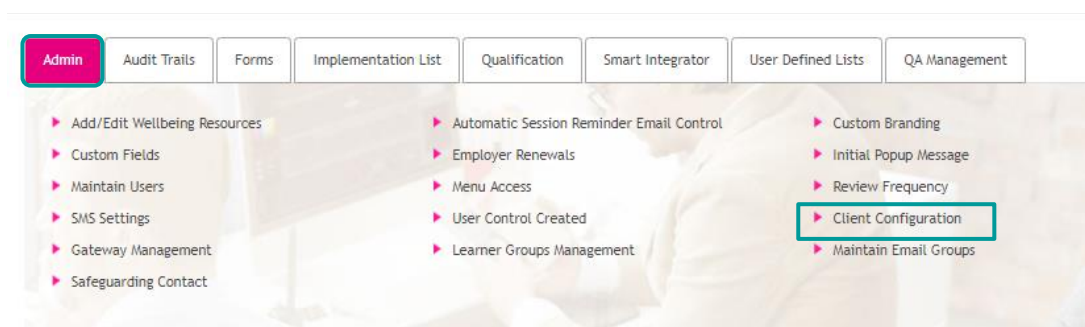 Admin
Audit Trails
Forms
Implementation List
Qualification
Smart Integrator
User Defined Lists
QA Management
Add/Edit Wellbeing Resources
Custom Fields
Maintain Users
SMS Settings
Gateway Management
Safeguarding Contact
Automatic Session Reminder Email Control
Employer Renewals
Menu Access
User Control Created
Learner Groups Management
Custom Branding
Initial Popup Message
Review Frequency
Client Configuration
Maintain Email Groups